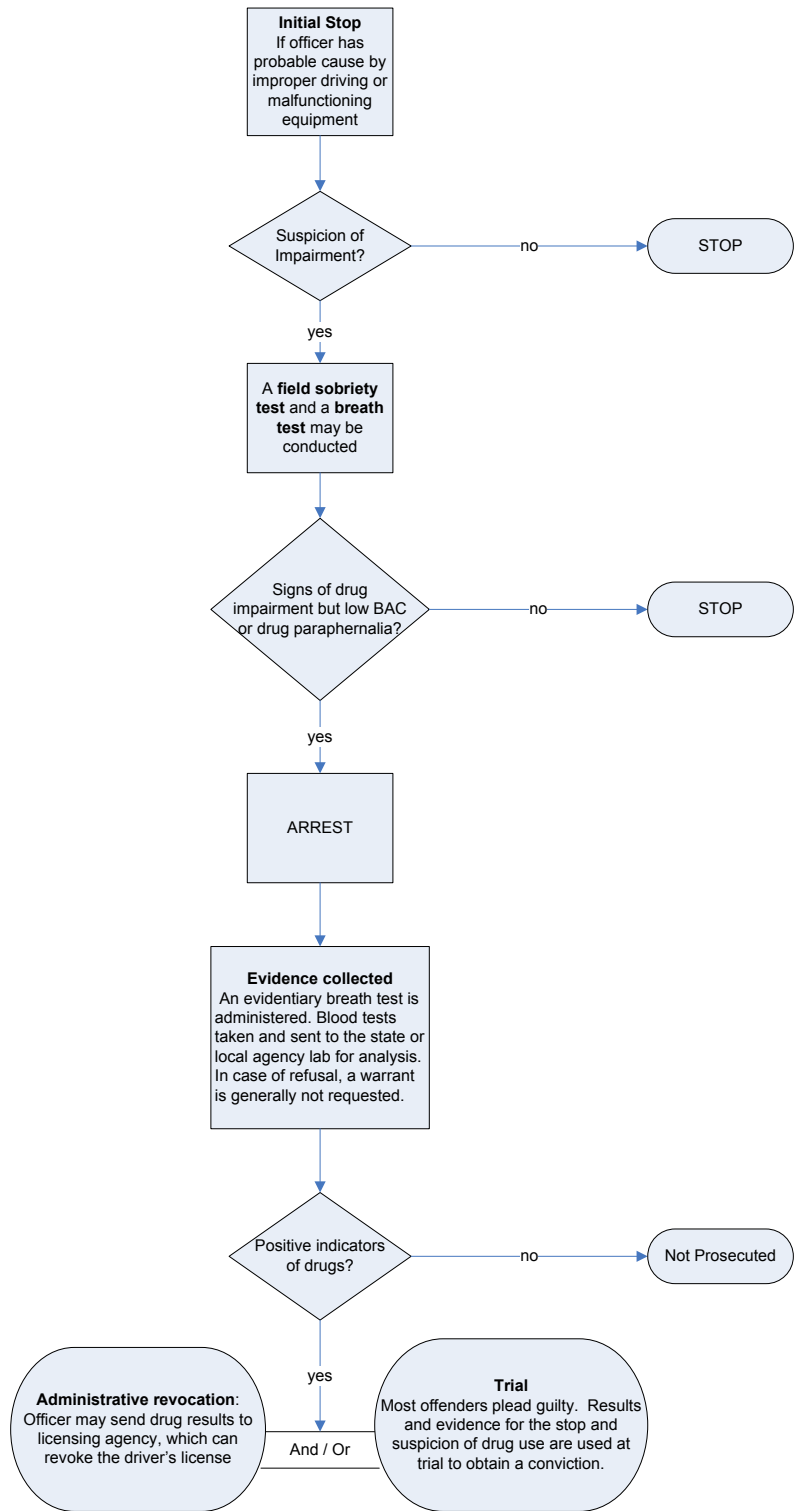 Initial Stop
If officer has
probable cause by
improper driving or
malfunctioning
equipment
Suspicion of
Impairment?
no
STOP
yes
A field sobriety
test and a breath
test may be
conducted
Signs of drug
impairment but low BAC
or drug paraphernalia?
no
STOP
yes
ARREST
Evidence collected
An evidentiary breath test is
administered. Blood tests
taken and sent to the state or
local agency lab for analysis.
In case of refusal, a warrant
is generally not requested.
Positive indicators
of drugs?
no
Not Prosecuted
yes
Administrative revocation:
Officer may send drug results to
licensing agency, which can
revoke the driver's license
And / Or
Trial
Most offenders plead guilty. Results
and evidence for the stop and
suspicion of drug use are used at
trial to obtain a conviction.